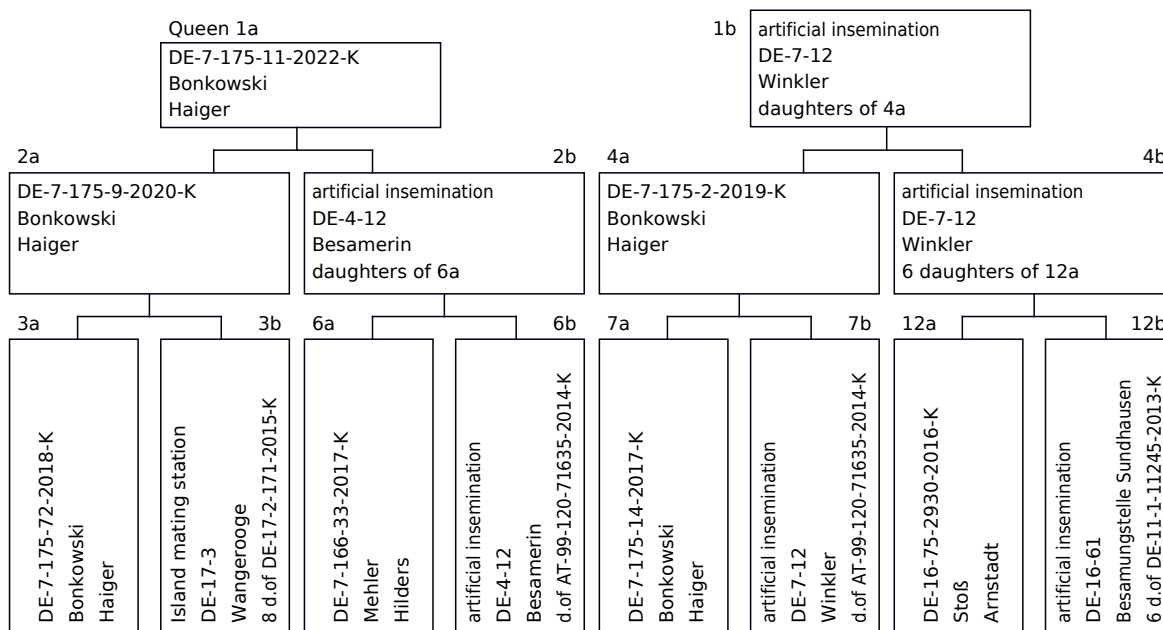 Queen 1a
DE-7-175-11-2022-K
Bonkowski
Haiger
1b
artificial insemination
DE-7-12
Winkler
daughters of 4a
2a
DE-7-175-9-2020-K
Bonkowski
Haiger
2b
artificial insemination
DE-4-12
Besamerin
daughters of 6a
4a
DE-7-175-2-2019-K
Bonkowski
Haiger
4b
artificial insemination
DE-7-12
Winkler
6 daughters of 12a
3a
DE-7-175-72-2018-K
Bonkowski
Haiger
3b
Island mating station
DE-17-3
Wangerooge
8 d.of DE-17-2-171-2015-K
6a
DE-7-166-33-2017-K
Mehler
Hilders
6b
artificial insemination
DE-4-12
Besamerin
d.of AT-99-120-71635-2014-K
7a
DE-7-175-14-2017-K
Bonkowski
Haiger
7b
artificial insemination
DE-7-12
Winkler
d.of AT-99-120-71635-2014-K
12a
DE-16-75-2930-2016-K
Stoß
Arnstadt
12b
artificial insemination
DE-16-61
Besamungstelle Sundhausen
6 d.of DE-11-1-11245-2013-K